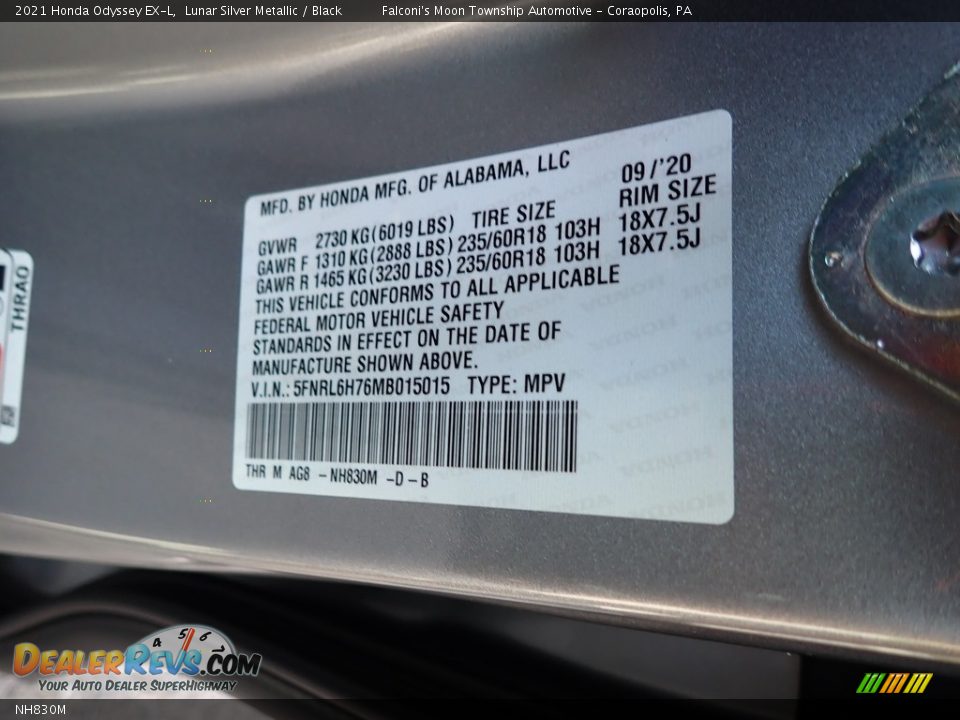 2021 Honda Odyssey EX-L, Lunar Silver Metallic / Black Falconi's Moon Township Automotive - Coraopolis, PA
MFD. BY HONDA MFG. OF ALABAMA, LLC 09/'20
GVWR 2730 KG (6019 LBS) TIRE SIZE RIM SIZE
GAWR F 1310 KG (2888 LBS) 235/60R18 103H 18X7.5J
GAWR R 1465 KG (3230 LBS) 235/60R18 103H 18X7.5J
THIS VEHICLE CONFORMS TO ALL APPLICABLE
FEDERAL MOTOR VEHICLE SAFETY
STANDARDS IN EFFECT ON THE DATE OF
MANUFACTURE SHOWN ABOVE.
V.I.N.: 5FNRL6H76MB015015 TYPE: MPV
THR M AG8 -NH830M -D-B
THRA0
4 5 6
DEALERREVS.COM
YOUR AUTO DEALER SUPERHIGHWAY
NH830M